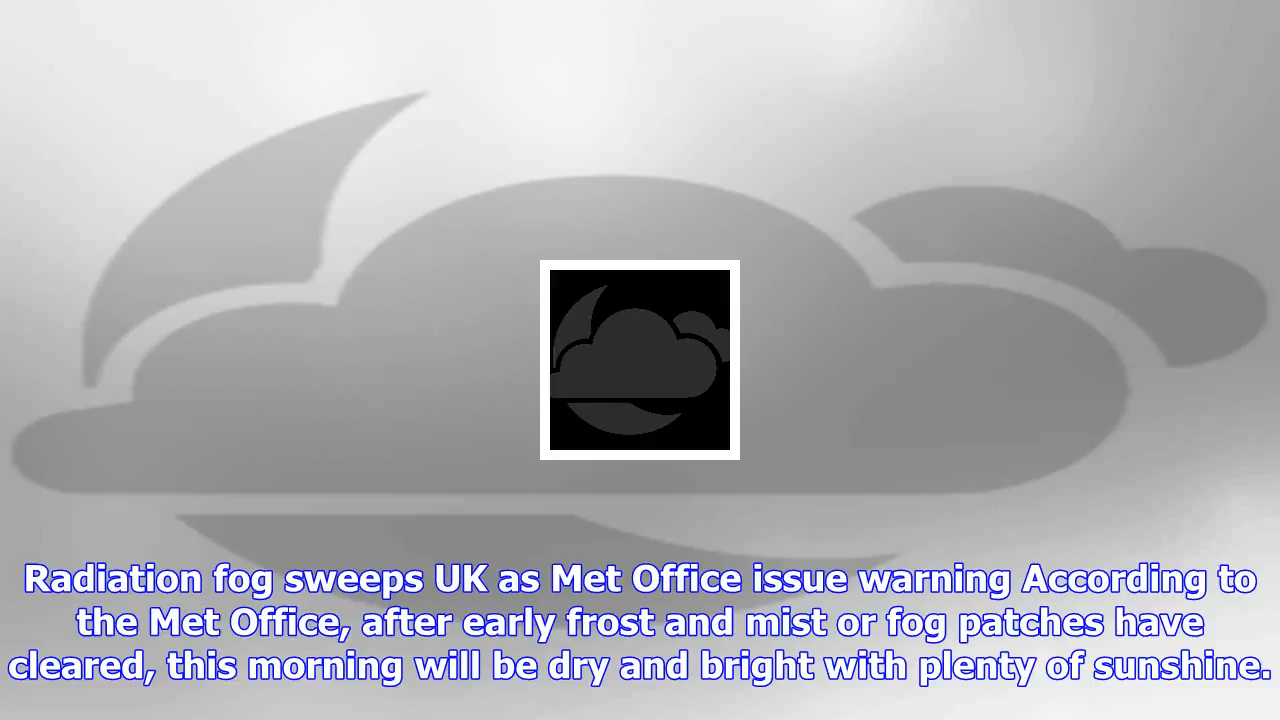 Radiation fog sweeps UK as Met Office issue warning According to
the Met Office, after early frost and mist or fog patches have
cleared, this morning will be dry and bright with plenty of sunshine.